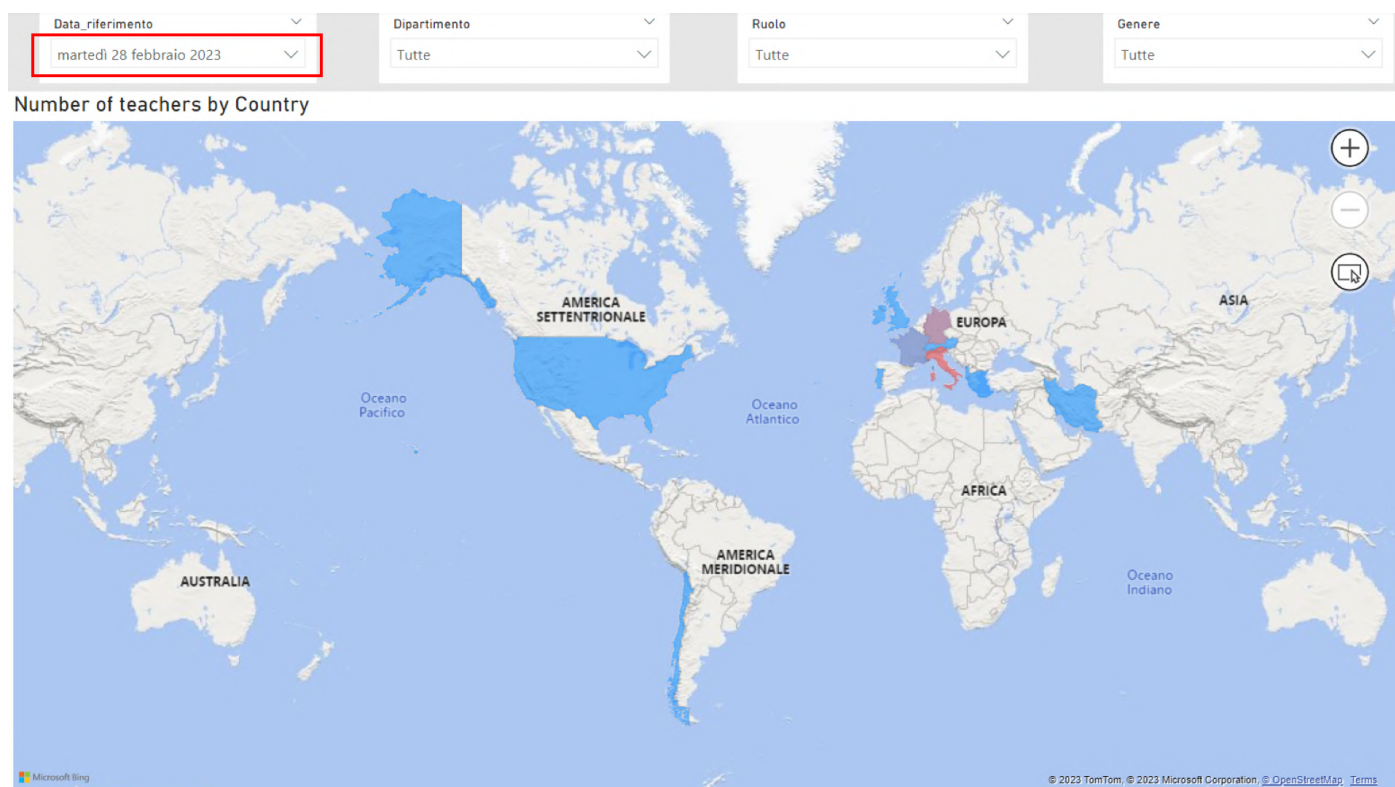 Data_riferimento
martedì 28 febbraio 2023
Dipartimento
Tutte
Ruolo
Tutte
Genere
Tutte
Number of teachers by Country
AMERICA
SETTENTRIONALE
EUROPA
ASIA
Oceano
Pacifico
Oceano
Atlantico
AFRICA
AMERICA
MERIDIONALE
AUSTRALIA
Oceano
Indiano
Microsoft Bing
© 2023 TomTom, © 2023 Microsoft Corporation, © OpenStreetMap Terms